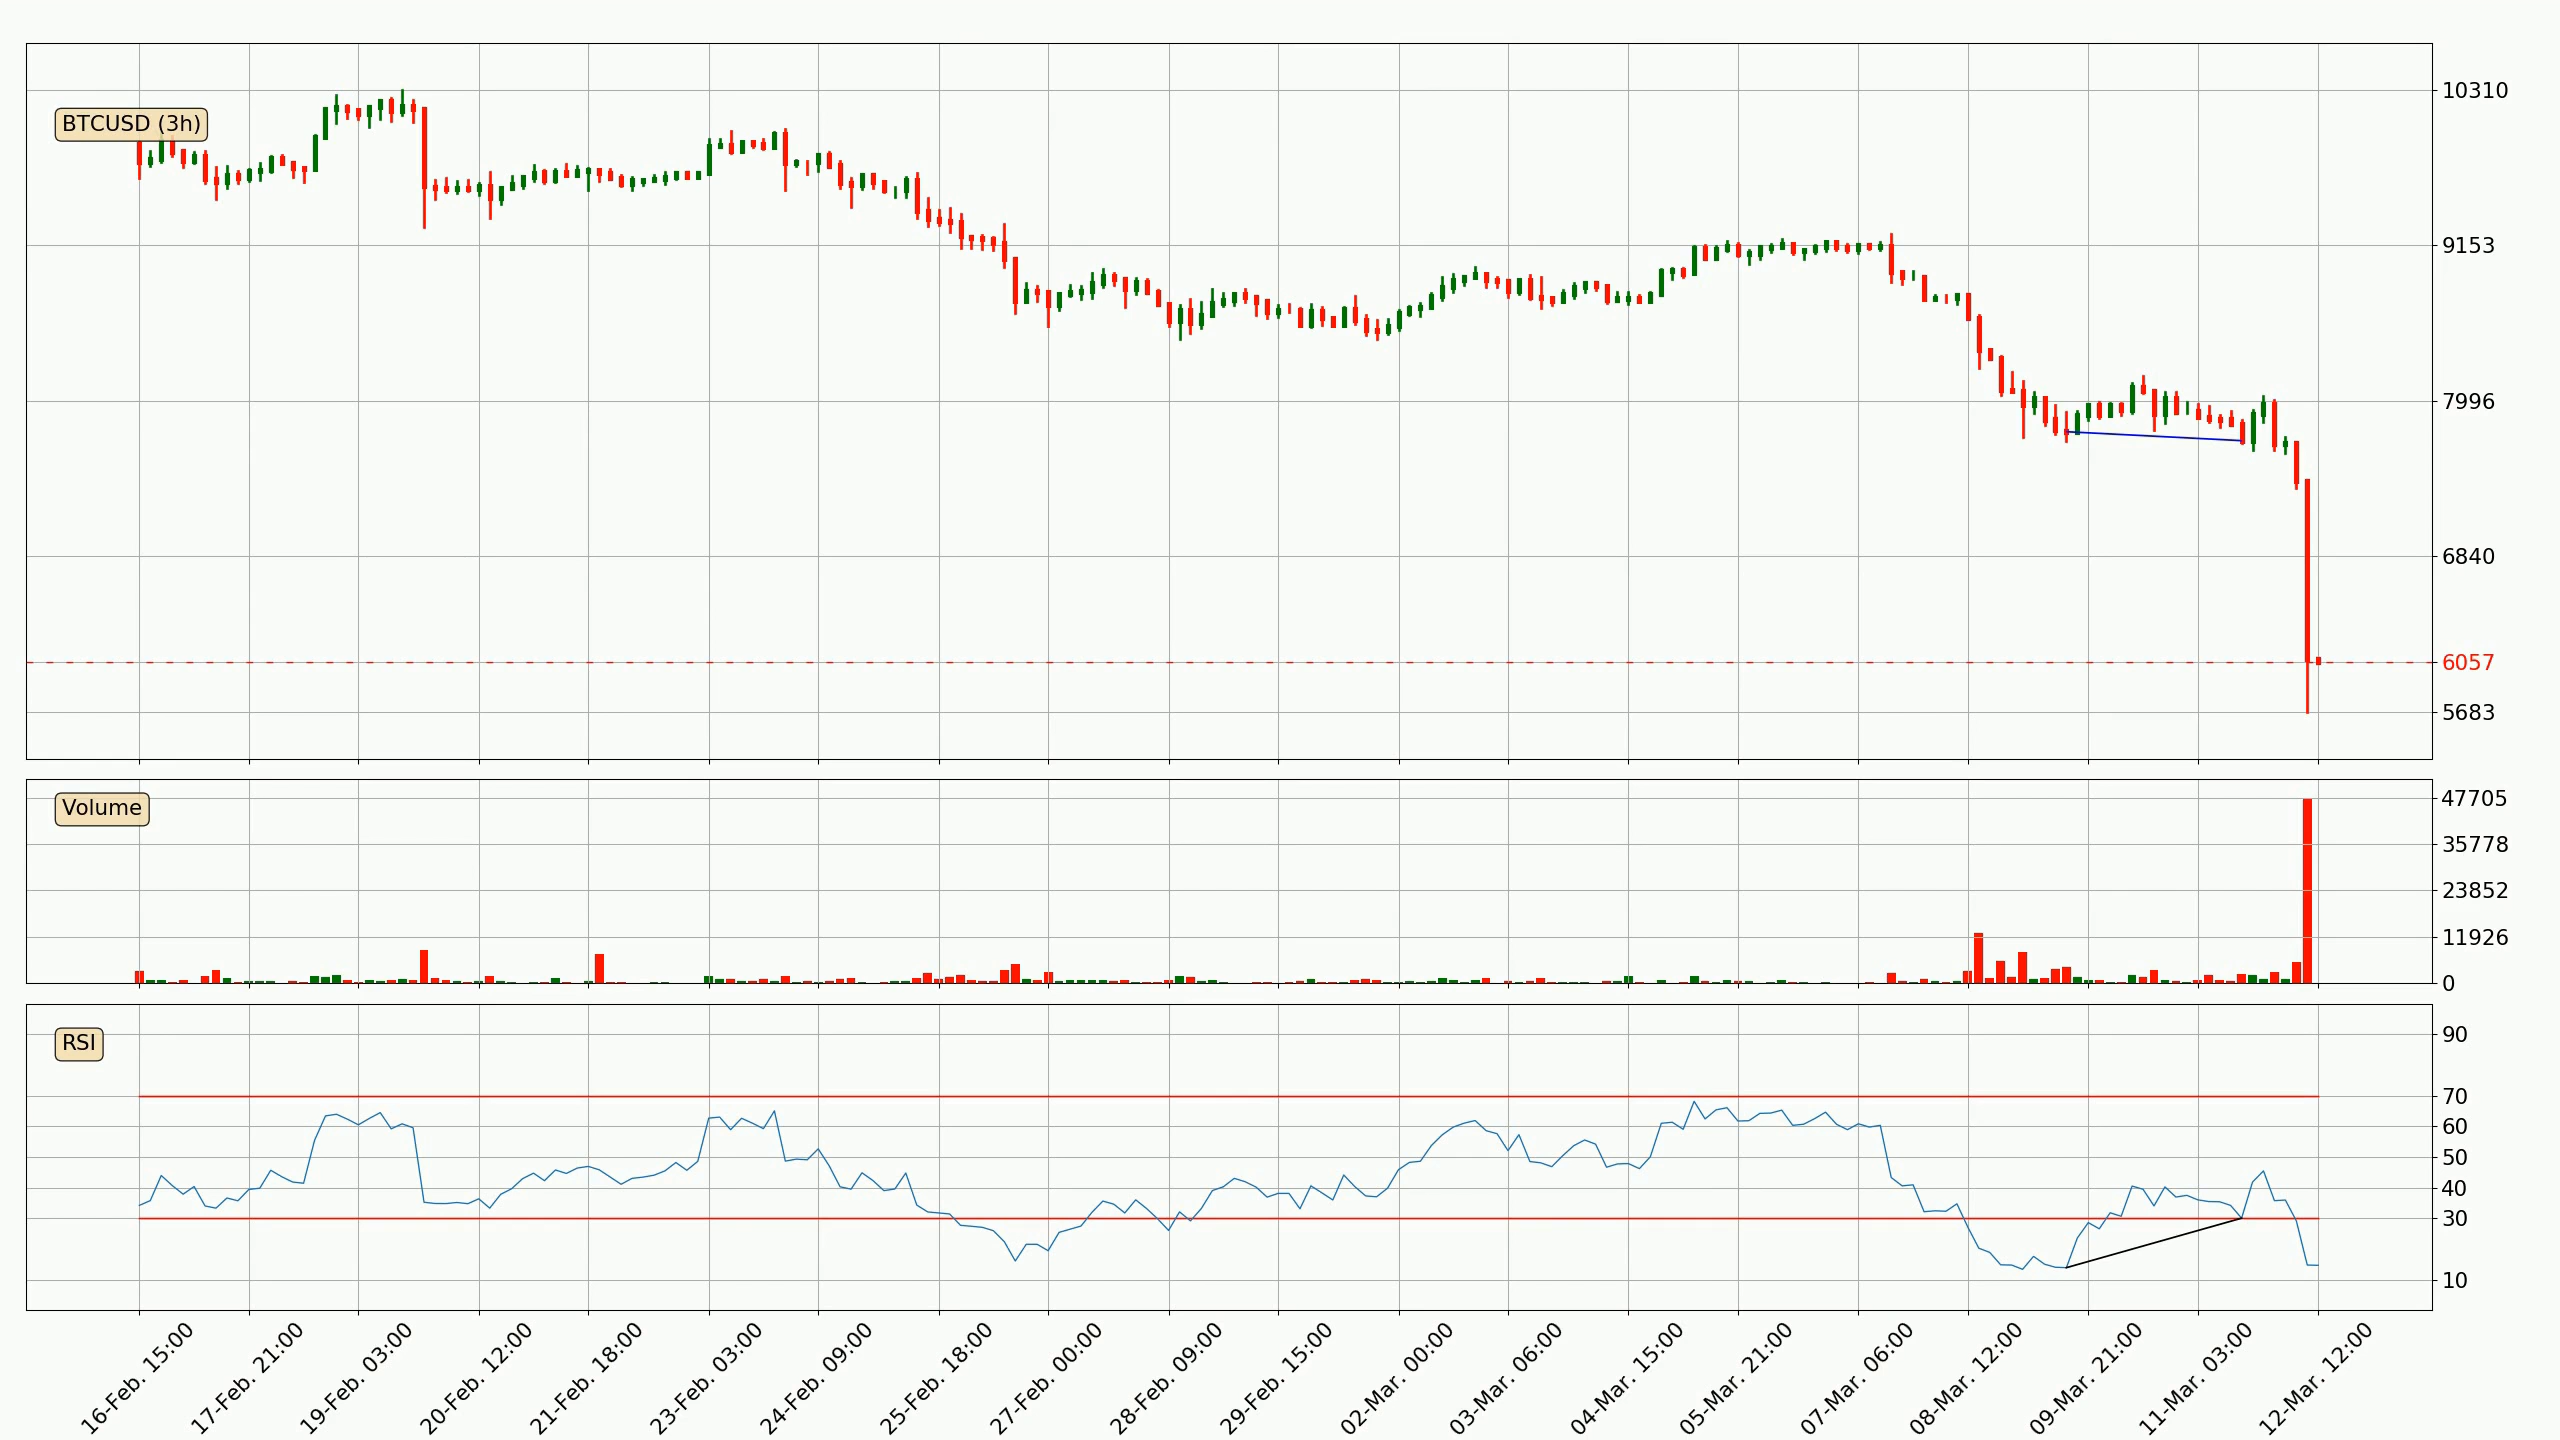 BTCUSD (3h)
10310
9153
7996
6840
6057
5683
Volume
47705
35778
23852
11926
0
RSI
90
70
60
50
40
30
10
16-Feb. 15:00
17-Feb. 21:00
19-Feb. 03:00
20-Feb. 12:00
21-Feb. 18:00
23-Feb. 03:00
24-Feb. 09:00
25-Feb. 18:00
27-Feb. 00:00
28-Feb. 09:00
29-Feb. 15:00
02-Mar. 00:00
03-Mar. 06:00
04-Mar. 15:00
05-Mar. 21:00
07-Mar. 06:00
08-Mar. 12:00
09-Mar. 21:00
11-Mar. 03:00
12-Mar. 12:00